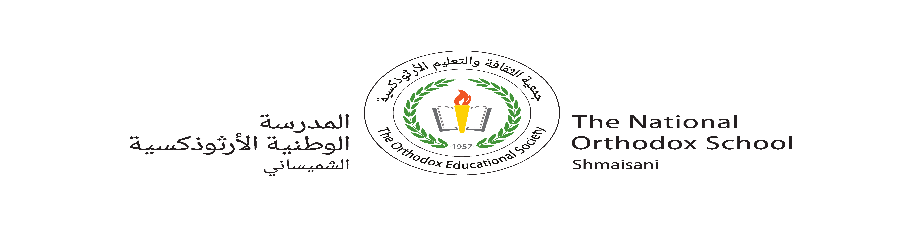 المدرسة
الوطنية الأرثوذكسية
الشميساني
جمعية الثقافة والتعليم الأرثوذكسية
1957
The Orthodox Educational Society
The National
Orthodox School
Shmaisani